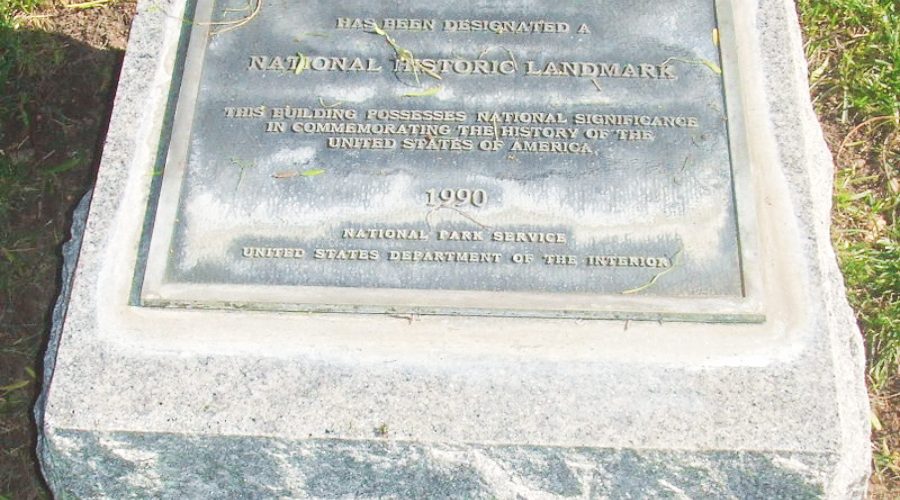 HAS BEEN DESIGNATED A
NATIONAL HISTORIC LANDMARK
THIS BUILDING POSSESSES NATIONAL SIGNIFICANCE
IN COMMEMORATING THE HISTORY OF THE
UNITED STATES OF AMERICA.
1990
NATIONAL PARK SERVICE
UNITED STATES DEPARTMENT OF THE INTERIOR